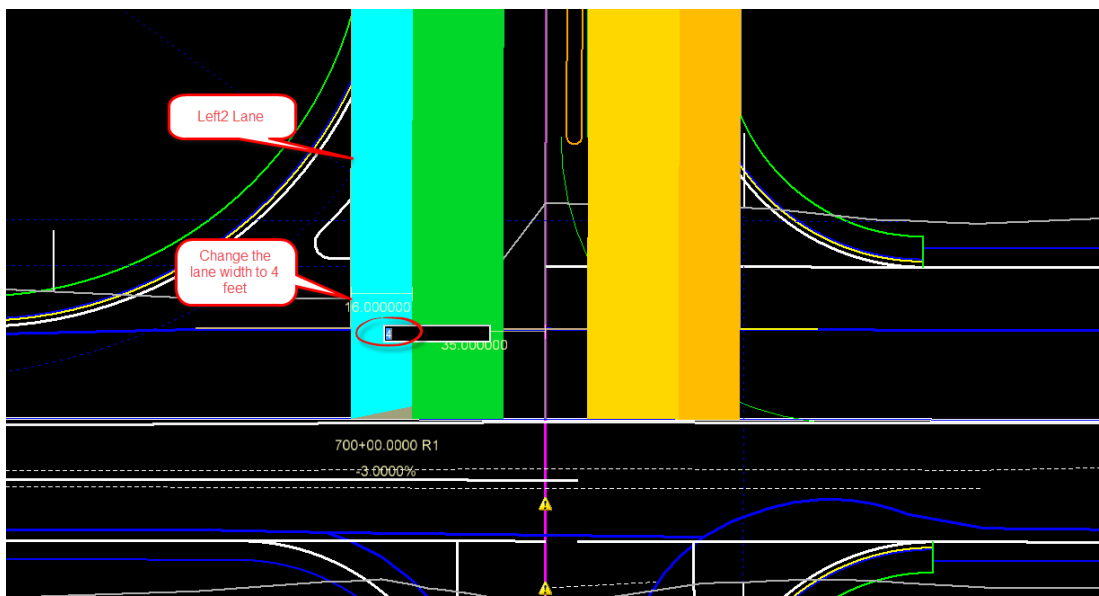 Left2 Lane
Change the
lane width to 4
feet
16.000000
4
35.000000
700+00.0000 R1
-3.0000%